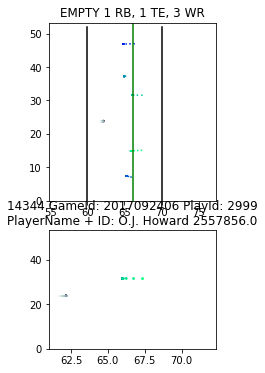 EMPTY 1 RB, 1 TE, 3 WR
50
40
30
20
10
0
55 60 65 70 75
14344 GameId: 2017092406 PlayId: 2999
PlayerName + ID: O.J. Howard 2557856.0
40
20
0
62.5 65.0 67.5 70.0